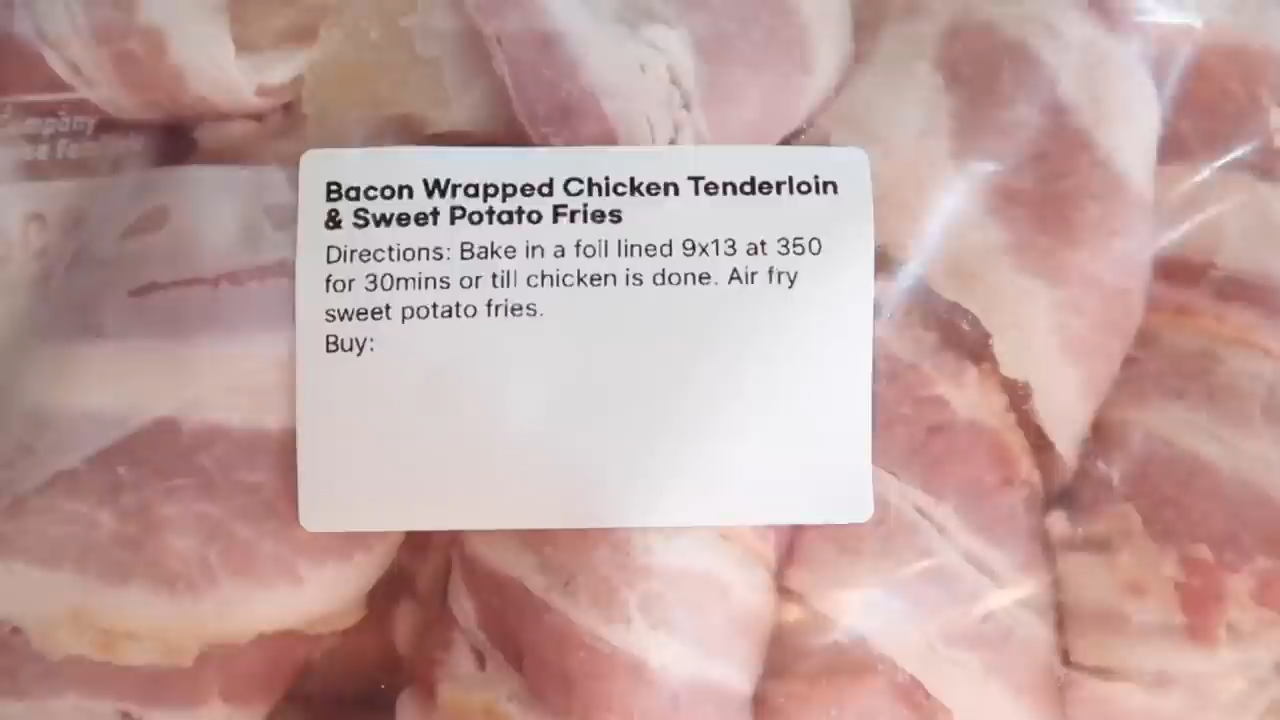 Bacon Wrapped Chicken Tenderloin
& Sweet Potato Fries
Directions: Bake in a foil lined 9x13 at 350
for 30mins or till chicken is done. Air fry
sweet potato fries.
Buy: